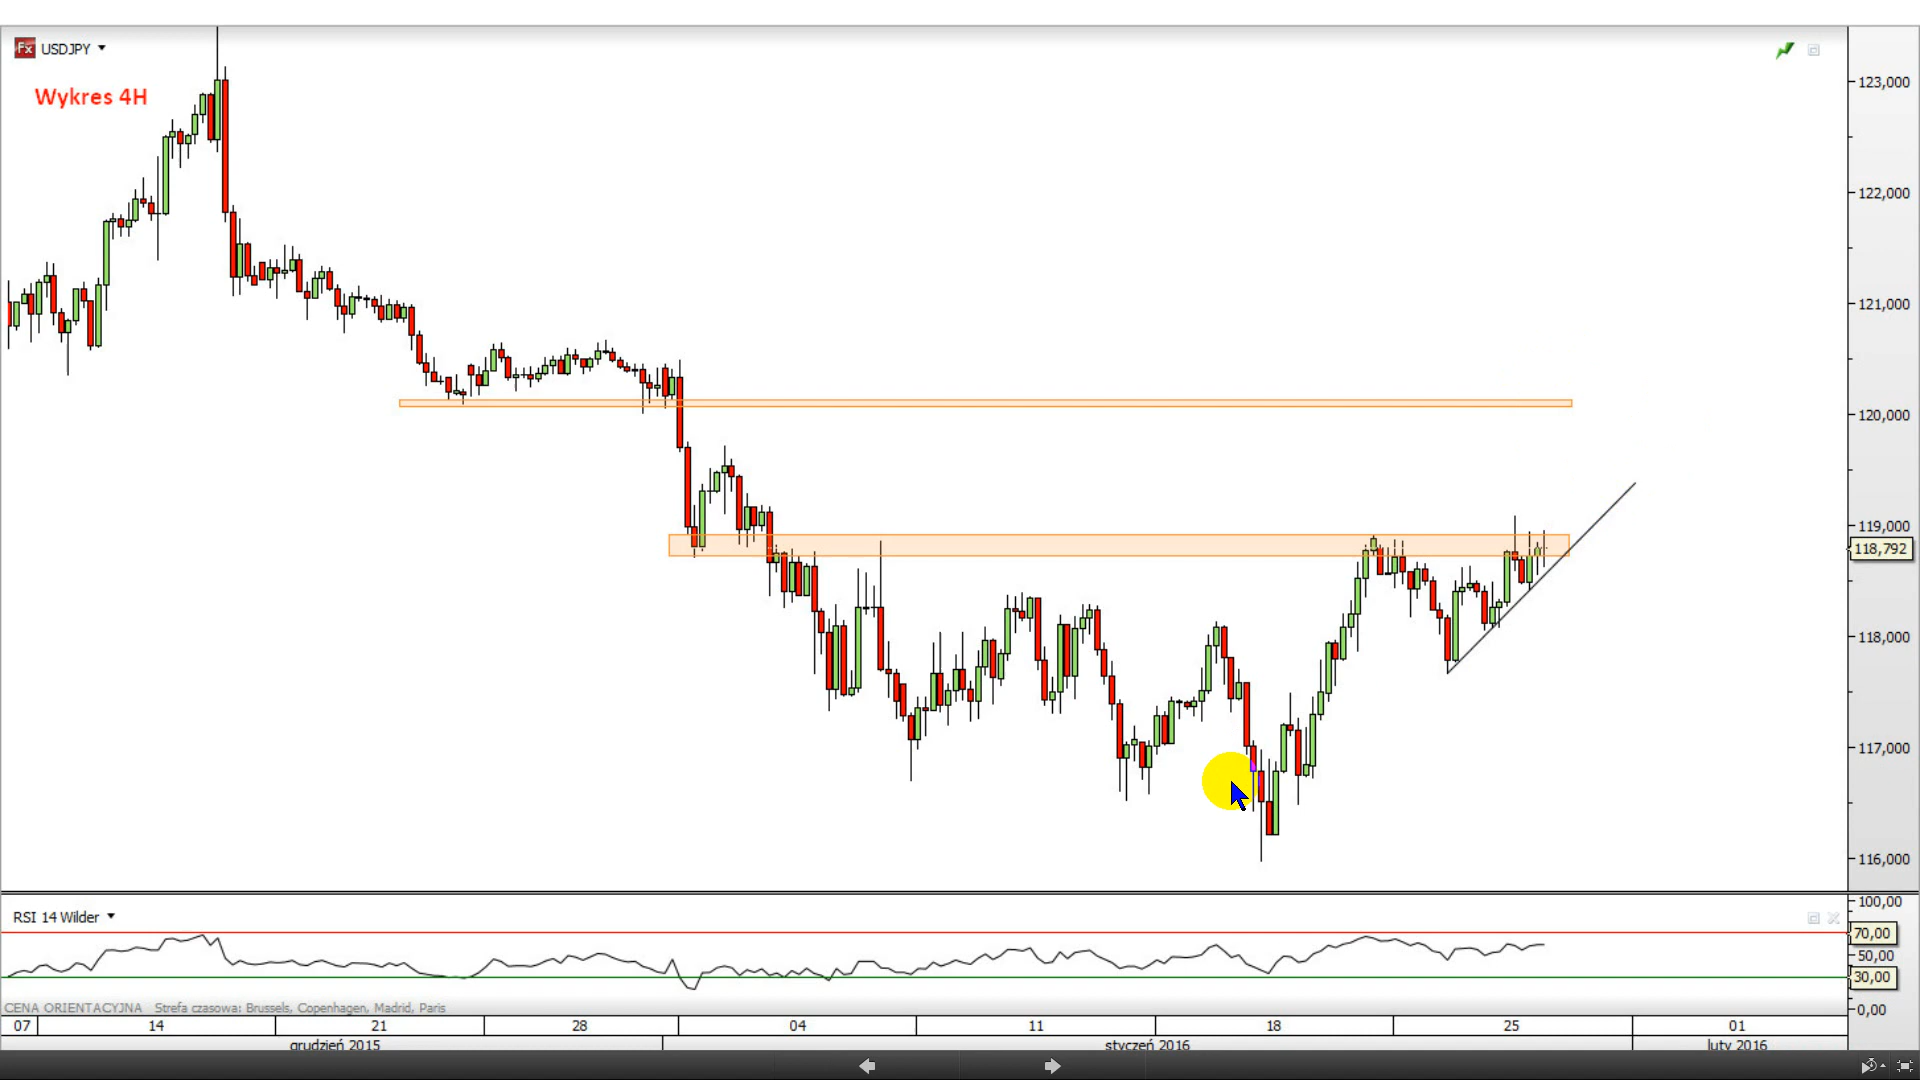 Fx USDJPY
Wykres 4H
123,000
122,000
121,000
120,000
119,000
118,792
118,000
117,000
116,000
RSI 14 Wilder
100,00
70,00
50,00
30,00
0,00
CENA ORIENTACYJNA Strefa czasowa: Brussels, Copenhagen, Madrid, Paris
07 14 21 28 04 11 18 25 01
grudzień 2015 styczeń 2016 luty 2016